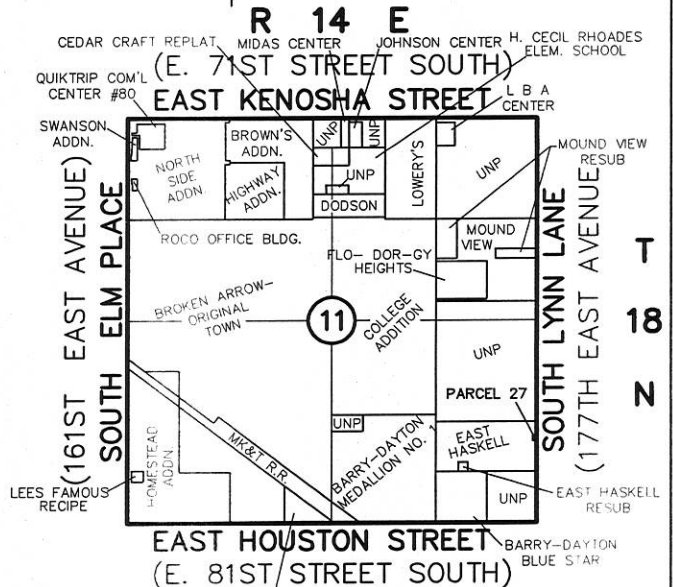 R 14 E
H. CECIL RHOADES
ELEM. SCHOOL
CEDAR CRAFT REPLAT
MIDAS CENTER
JOHNSON CENTER
(E. 71ST STREET SOUTH)
QUIKTRIP COM'L
CENTER #80
EAST KENOSHA STREET
L B A
CENTER
SWANSON
ADDN.
NORTH
SIDE
ADDN.
BROWN'S
ADDN.
HIGHWAY
ADDN.
UNP
UNP
UNP
DODSON
LOWERY'S
UNP
MOUND VIEW
RESUB
ROCO OFFICE BLDG.
MOUND
VIEW
FLO- DOR-GY
HEIGHTS
(161ST EAST AVENUE)
SOUTH ELM PLACE
SOUTH LYNN LANE
(177TH EAST AVENUE)
T
18
N
BROKEN ARROW-
ORIGINAL
TOWN
11
COLLEGE
ADDITION
UNP
PARCEL 27
UNP
MK&T R.R.
HOMESTEAD
ADDN.
BARRY-DAYTON
MEDALLION NO. 1
EAST
HASKELL
LEES FAMOUS
RECIPE
UNP
EAST HASKELL
RESUB
EAST HOUSTON STREET
BARRY-DAYTON
BLUE STAR
(E. 81ST STREET SOUTH)